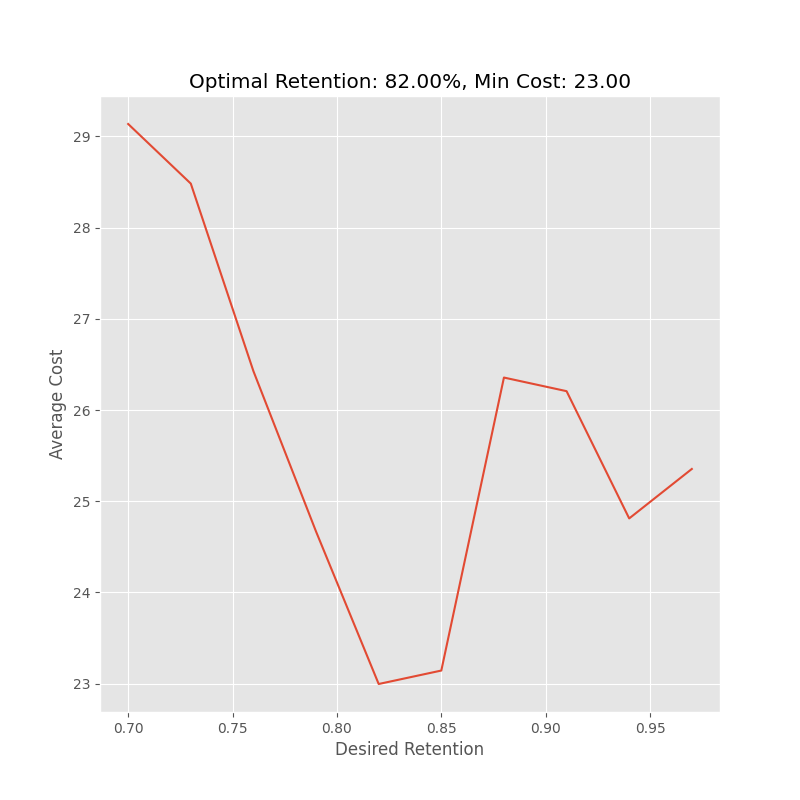 Optimal Retention: 82.00%, Min Cost: 23.00
29
28
27
26
25
24
23
Average Cost
0.70 0.75 0.80 0.85 0.90 0.95
Desired Retention